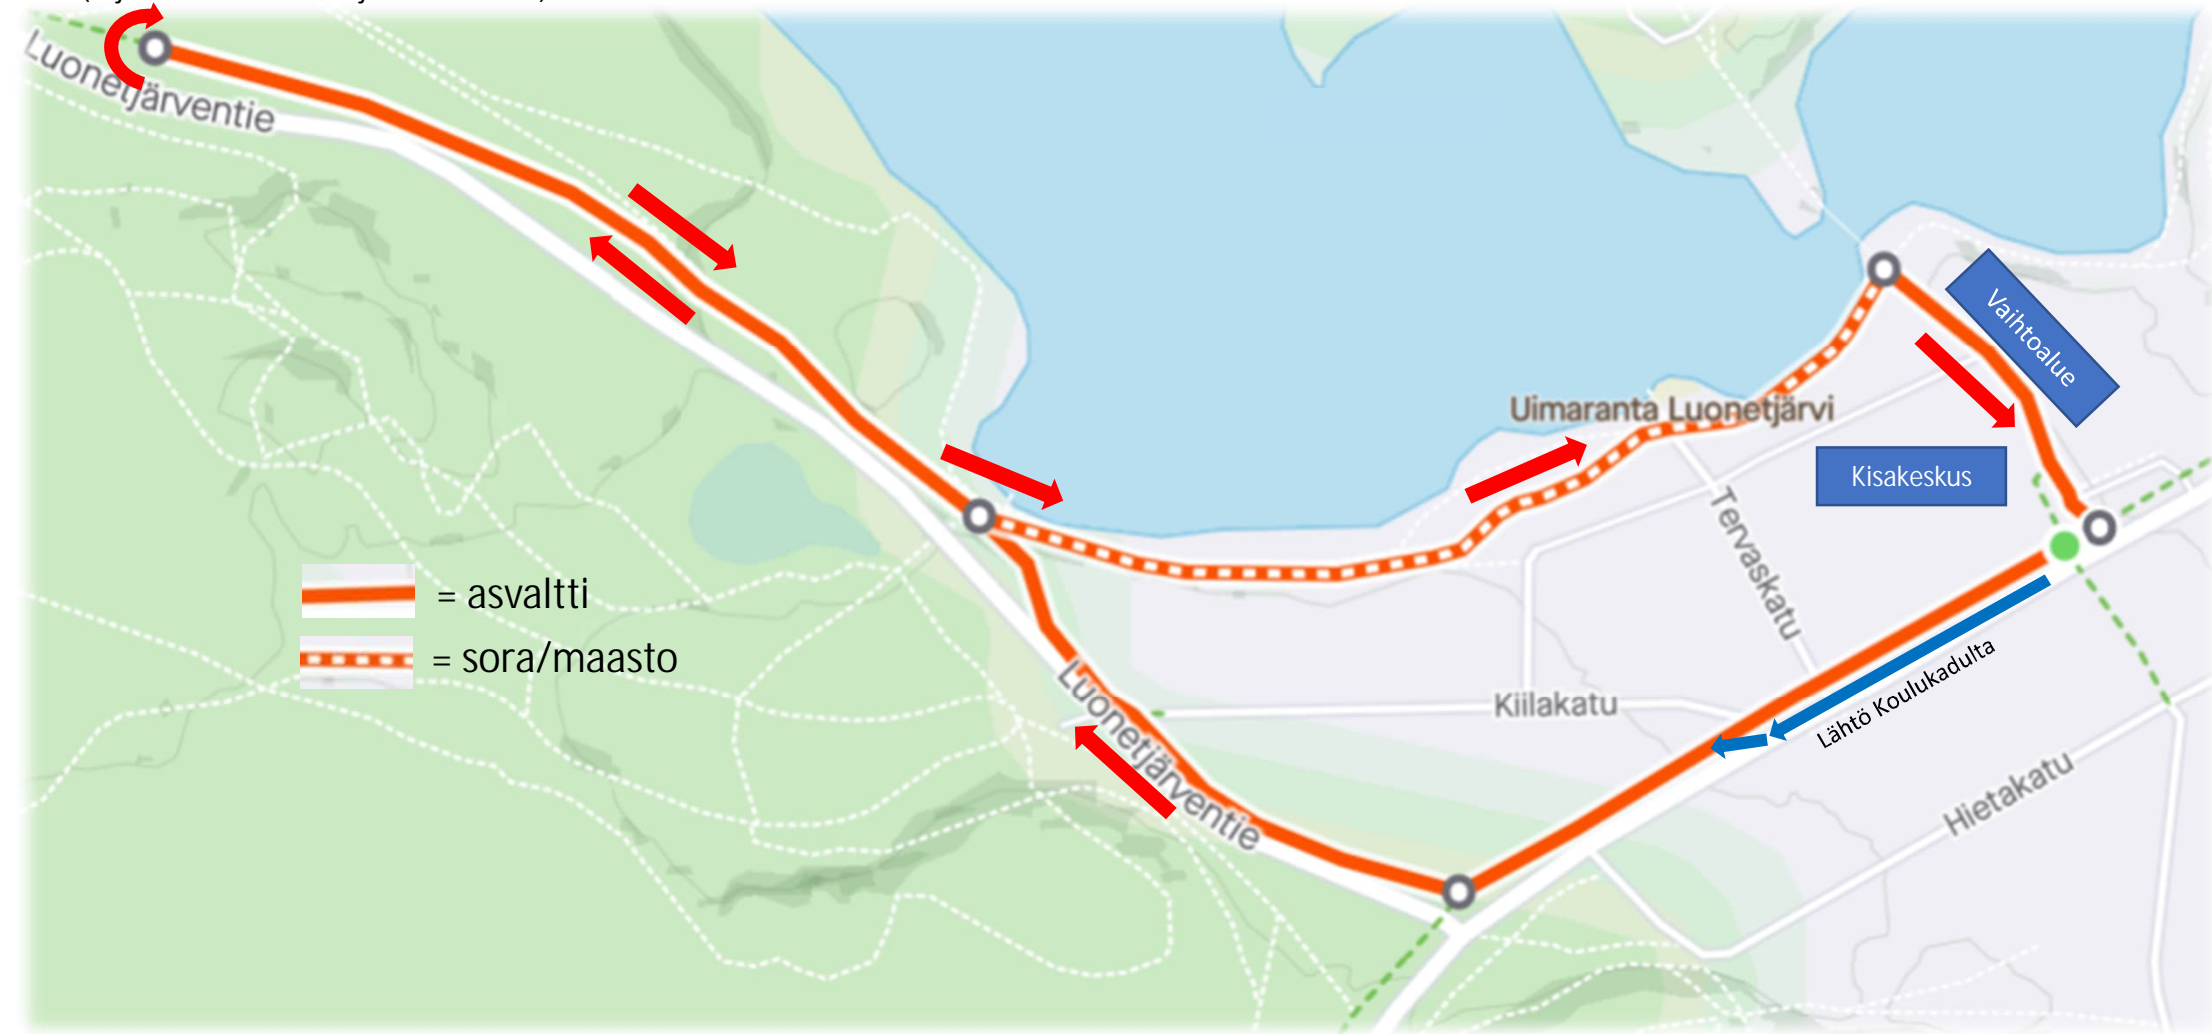 Luonetjärventie
Vaihtoalue
Uimaranta Luonetjärvi
Kisakeskus
Tervaskatu
= asvaltti
= sora/maasto
Luonetjärventie
Kiilakatu
Lähtö Koulukadulta
Hietakatu